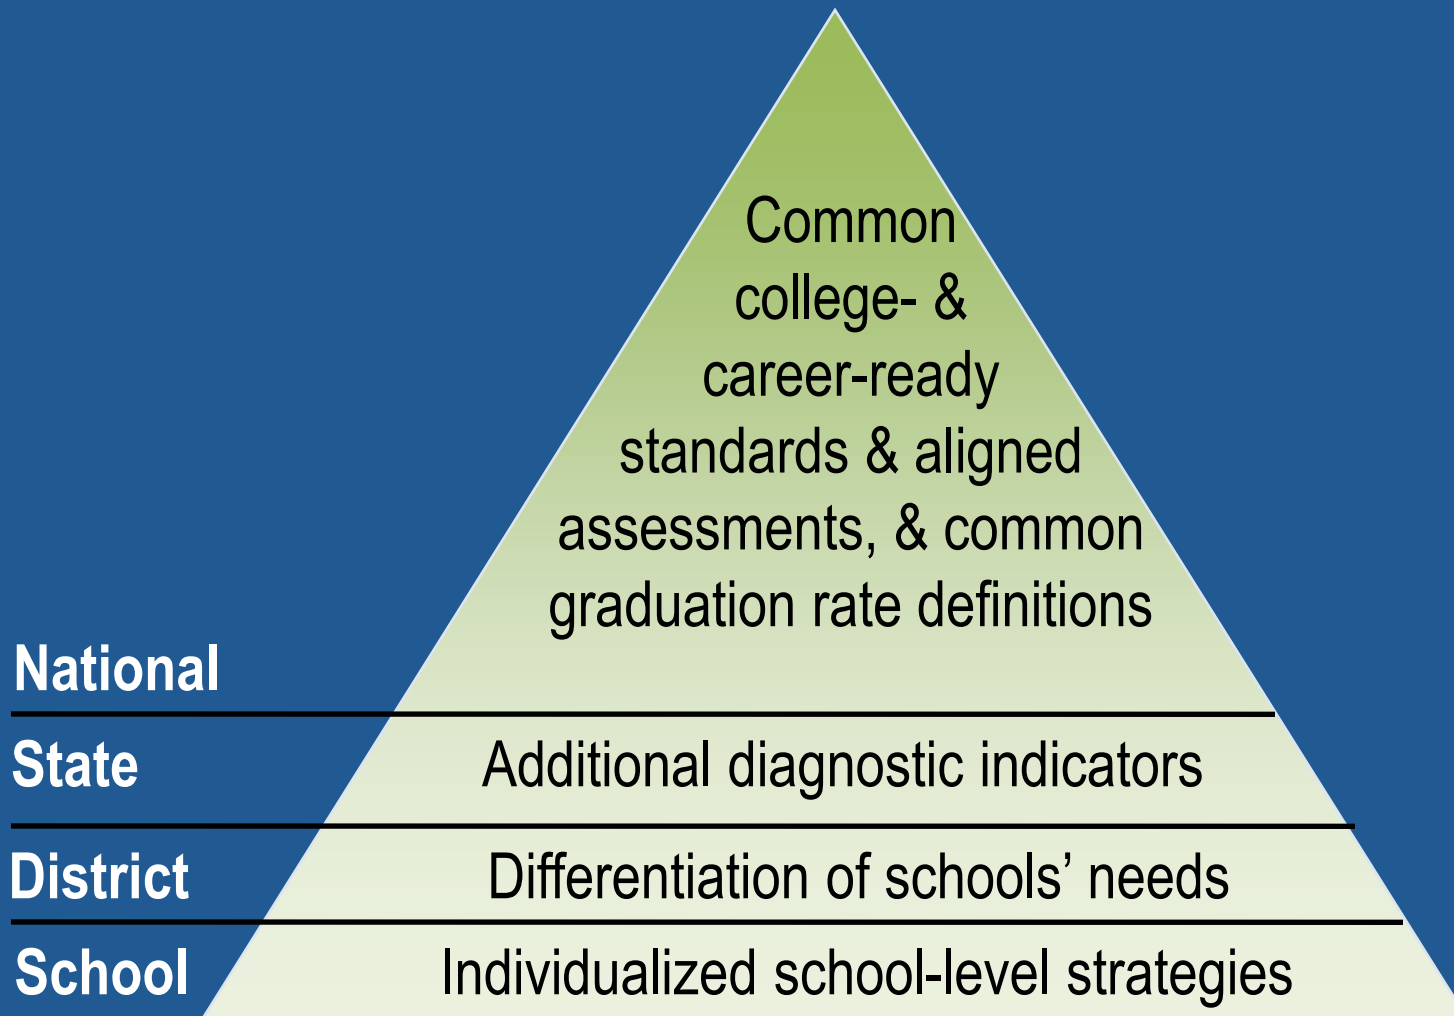 Common
college- &
career-ready
standards & aligned
assessments, & common
graduation rate definitions
National
State Additional diagnostic indicators
District Differentiation of schools’ needs
School Individualized school-level strategies